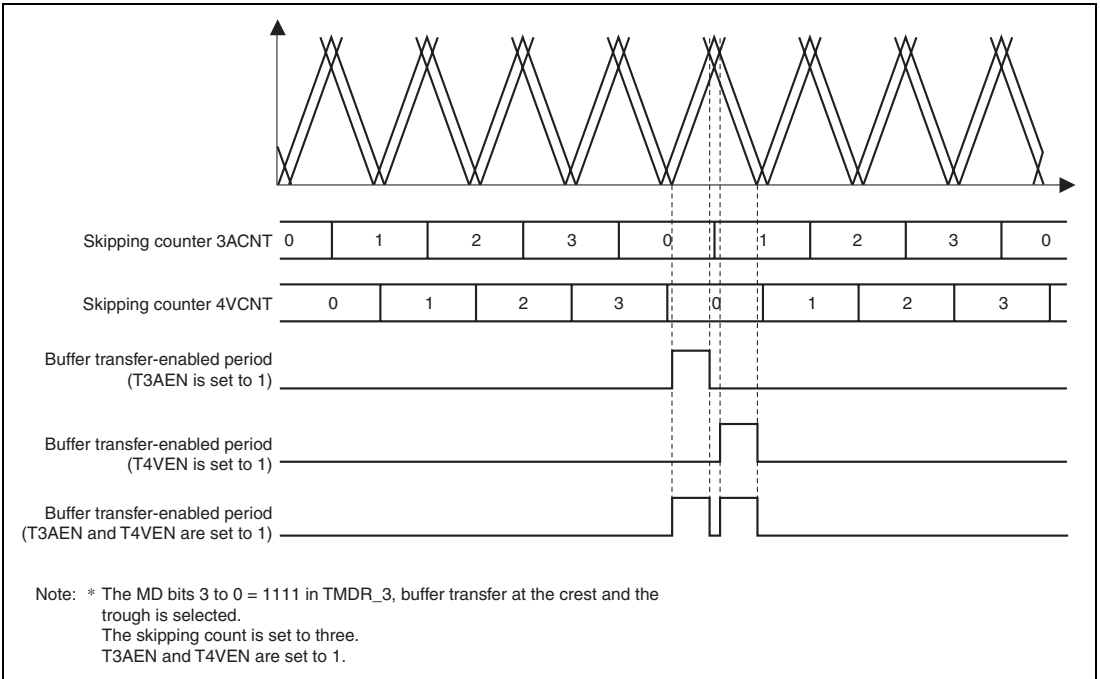 Skipping counter 3ACNT 0 1 2 3 0 1 2 3 0
Skipping counter 4VCNT 0 1 2 3 0 1 2 3
Buffer transfer-enabled period
(T3AEN is set to 1)
Buffer transfer-enabled period
(T4VEN is set to 1)
Buffer transfer-enabled period
(T3AEN and T4VEN are set to 1)
Note: * The MD bits 3 to 0 = 1111 in TMDR_3, buffer transfer at the crest and the
trough is selected.
The skipping count is set to three.
T3AEN and T4VEN are set to 1.